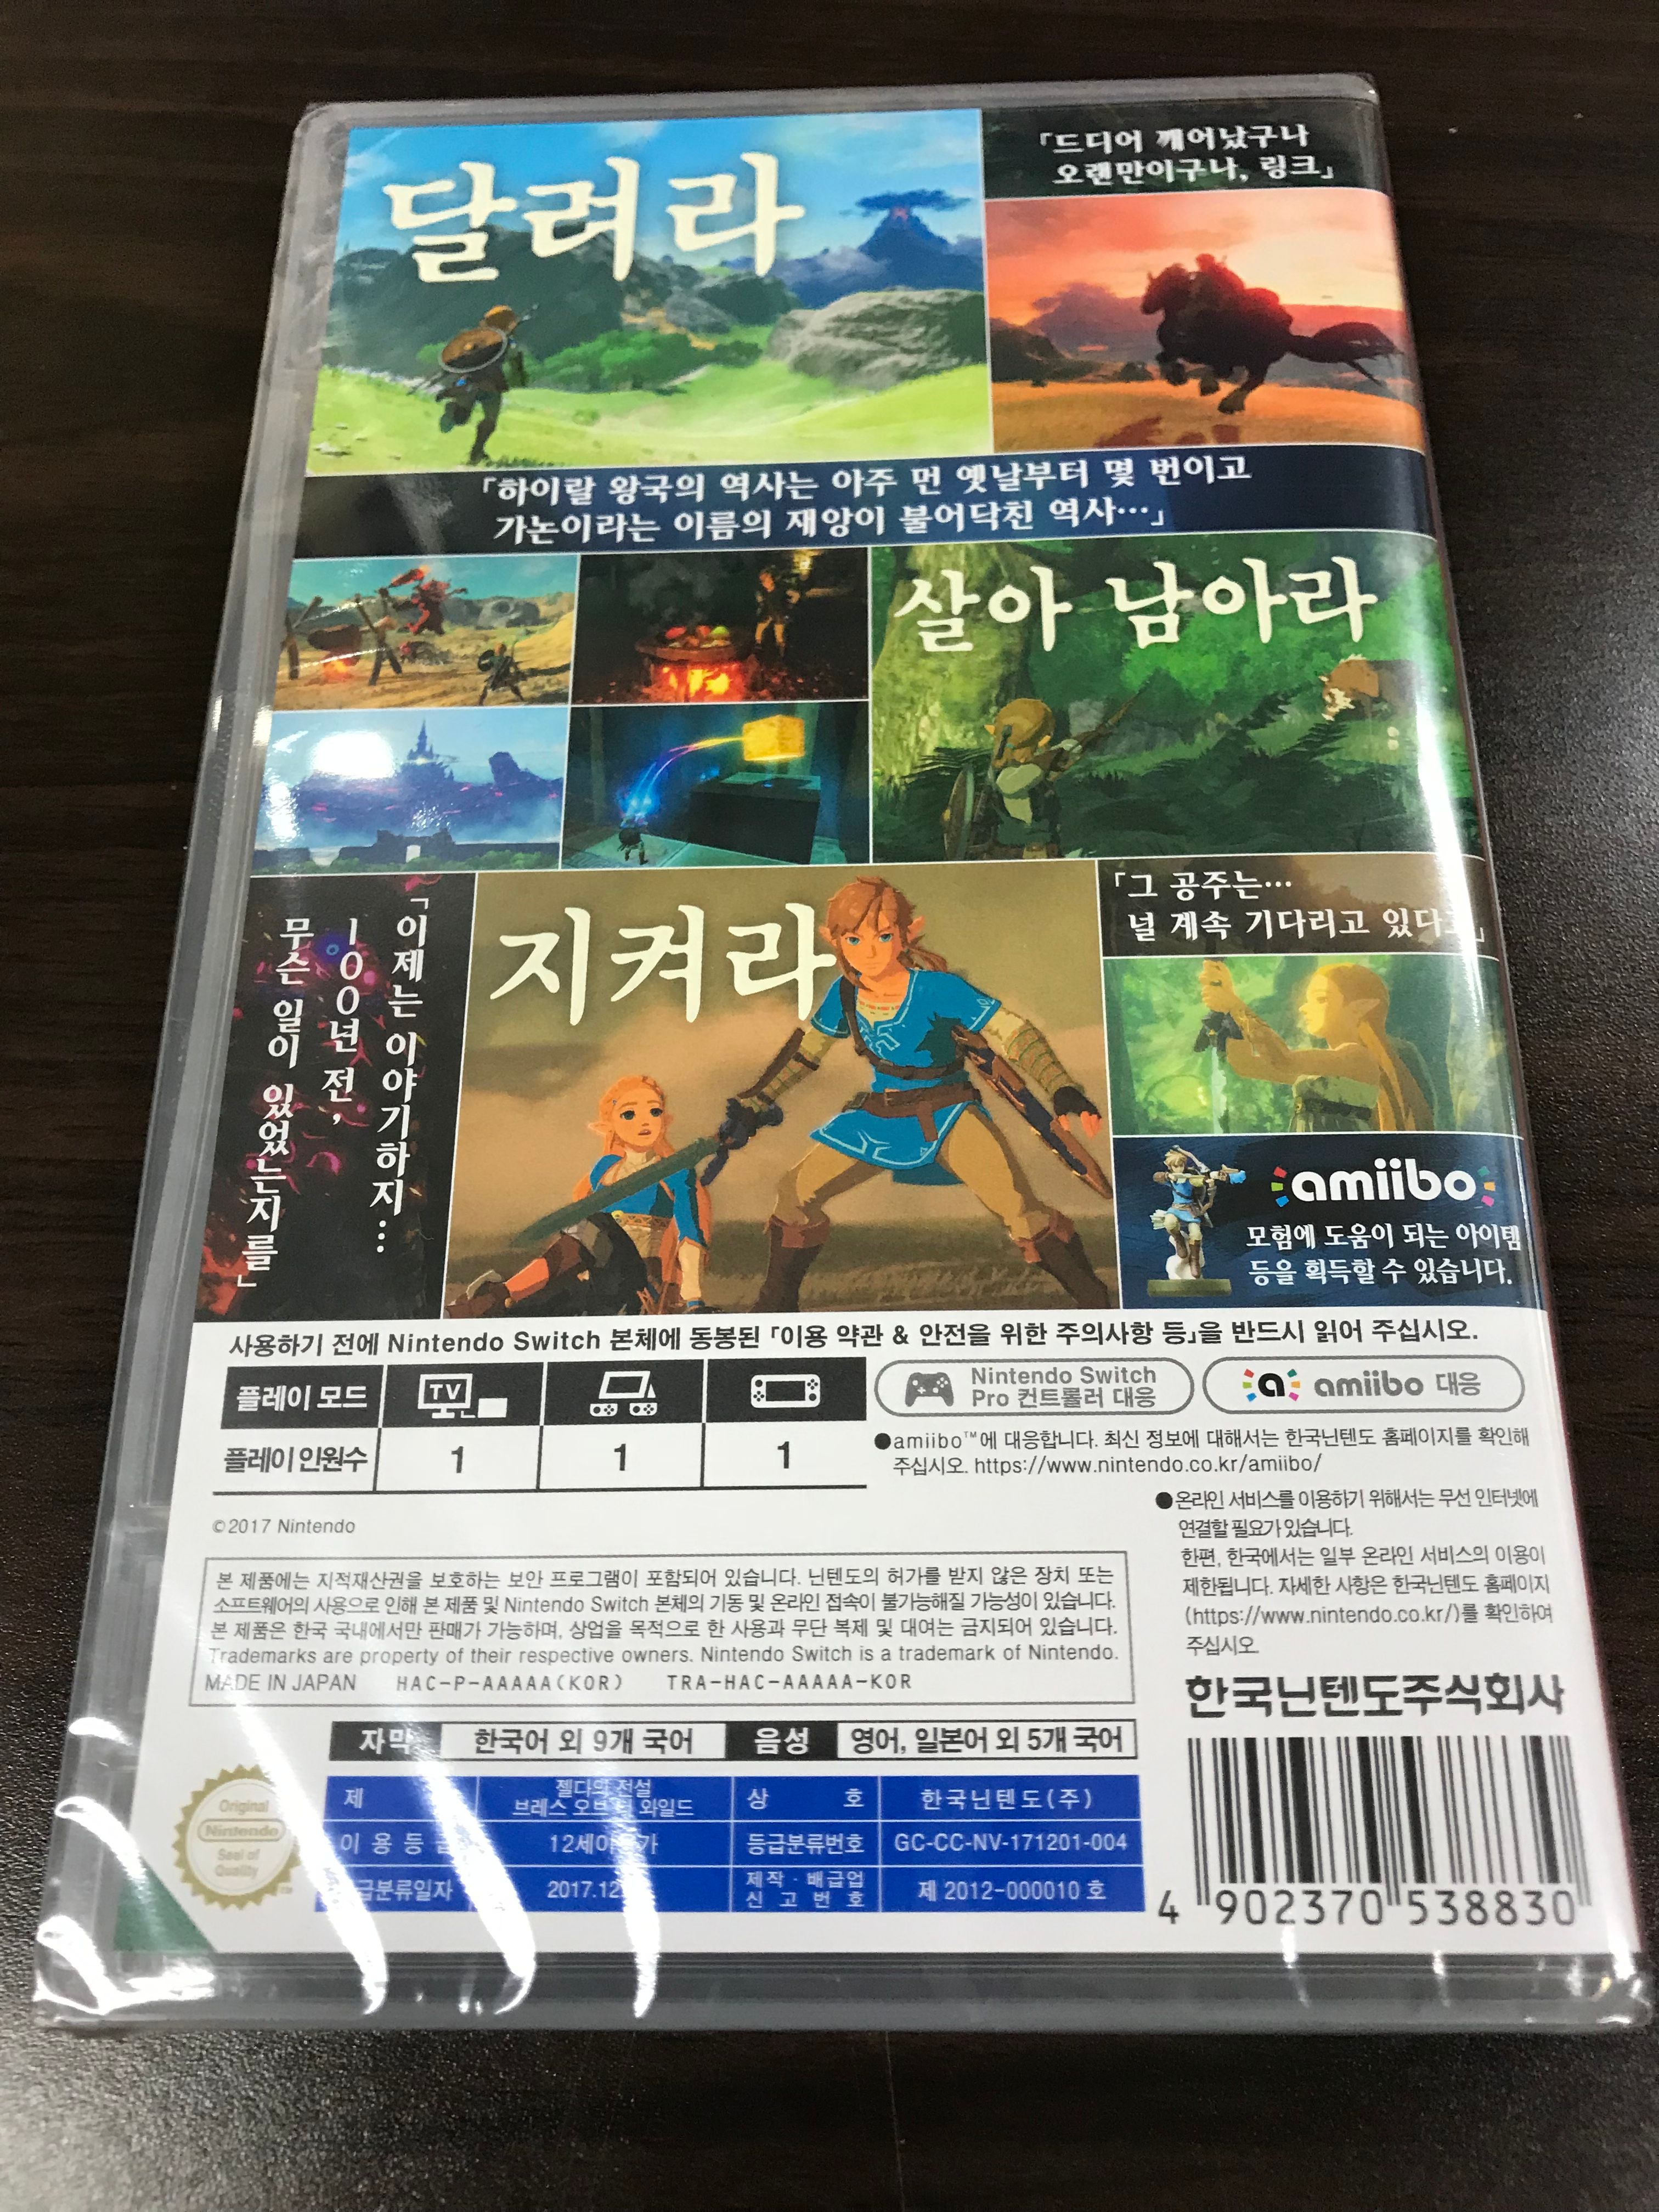 달려라
「드디어 깨어났구나
오랜만이구나, 링크」
「하이랄 왕국의 역사는 아주 먼 옛날부터 몇 번이고
가논이라는 이름의 재앙이 불어닥친 역사…」
살아 남아라
「이제는 이야기하지…
100년 전,
무슨 일이 있었는지를」
지켜라
「그 공주는…
널 계속 기다리고 있다고」
amiibo
모험에 도움이 되는 아이템
등을 획득할 수 있습니다.
사용하기 전에 Nintendo Switch 본체에 동봉된 「이용 약관 & 안전을 위한 주의사항 등」을 반드시 읽어 주십시오.
플레이 모드 TV
플레이 인원수 1 1 1
Nintendo Switch
Pro 컨트롤러 대응
a amiibo 대응
●amiibo™에 대응합니다. 최신 정보에 대해서는 한국닌텐도 홈페이지를 확인해
주십시오. https://www.nintendo.co.kr/amiibo/
●온라인 서비스를 이용하기 위해서는 무선 인터넷에
연결할 필요가 있습니다.
한편, 한국에서는 일부 온라인 서비스의 이용이
제한됩니다. 자세한 사항은 한국닌텐도 홈페이지
(https://www.nintendo.co.kr/)를 확인하여
주십시오.
©2017 Nintendo
본 제품에는 지적재산권을 보호하는 보안 프로그램이 포함되어 있습니다. 닌텐도의 허가를 받지 않은 장치 또는
소프트웨어의 사용으로 인해 본 제품 및 Nintendo Switch 본체의 기동 및 온라인 접속이 불가능해질 가능성이 있습니다.
본 제품은 한국 국내에서만 판매가 가능하며, 상업을 목적으로 한 사용과 무단 복제 및 대여는 금지되어 있습니다.
Trademarks are property of their respective owners. Nintendo Switch is a trademark of Nintendo.
MADE IN JAPAN HAC-P-AAAAA(KOR) TRA-HAC-AAAAA-KOR
한국닌텐도주식회사
자막 한국어 외 9개 국어 음성 영어, 일본어 외 5개 국어
Original
Nintendo
Seal of
Quality
제 젤다의 전설
브레스 오브 더 와일드 상 호 한국닌텐도(주)
이용등급 12세이용가 등급분류번호 GC-CC-NV-171201-004
급분류일자 2017.12 제작·배급업
신고번호 제 2012-000010 호
4 902370 538830